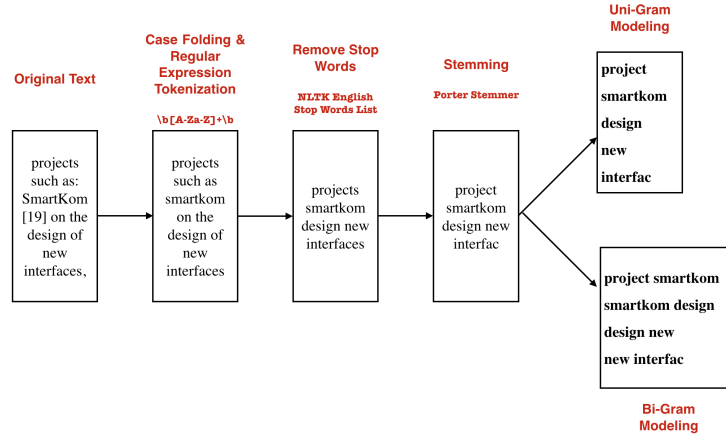 Original Text
projects
such as:
SmartKom
[19] on the
design of
new
interfaces,
Case Folding &
Regular
Expression
Tokenization
\b[A-Za-Z]+\b
projects
such as
smartkom
on the
design of
new
interfaces
Remove Stop
Words
NLTK English
Stop Words List
projects
smartkom
design new
interfaces
Stemming
Porter Stemmer
project
smartkom
design new
interfac
Uni-Gram
Modeling
project
smartkom
design
new
interfac
project smartkom
smartkom design
design new
new interfac
Bi-Gram
Modeling